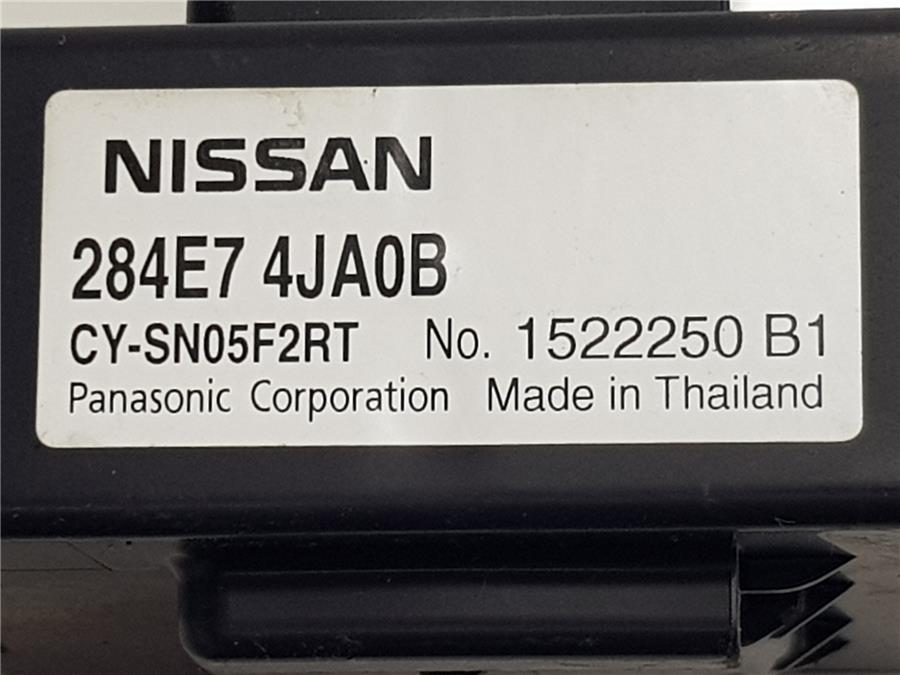 NISSAN
284E7 4JA0B
CY-SN05F2RT No. 1522250 B1
Panasonic Corporation Made in Thailand